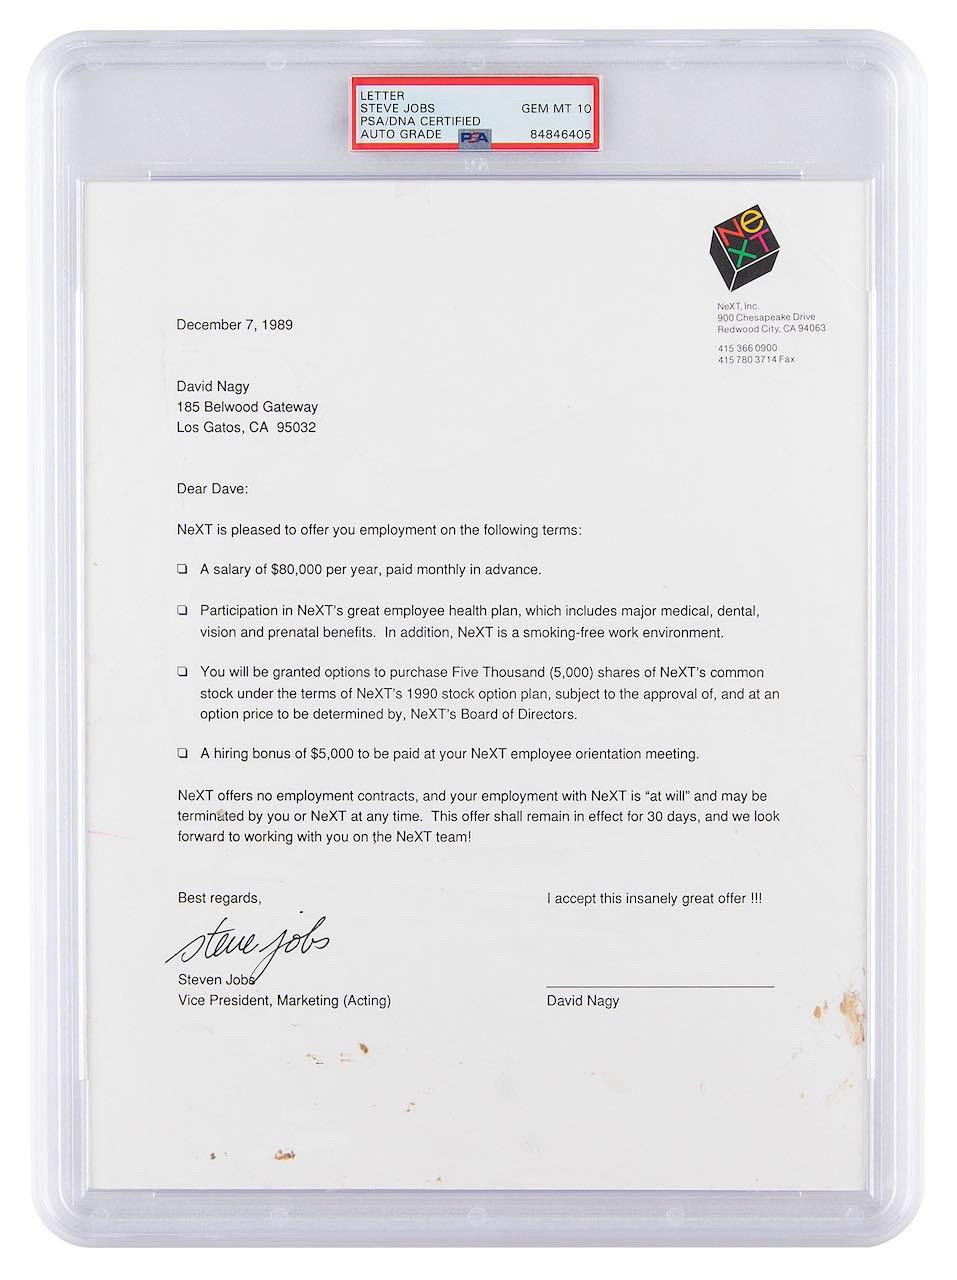 LETTER
STEVE JOBS GEM MT 10
PSA/DNA CERTIFIED
AUTO GRADE PSA 84846405
NeXT
NeXT, Inc.
900 Chesapeake Drive
Redwood City, CA 94063
415 366 0900
415 780 3714 Fax
December 7, 1989
David Nagy
185 Belwood Gateway
Los Gatos, CA 95032
Dear Dave:
NeXT is pleased to offer you employment on the following terms:
❏ A salary of $80,000 per year, paid monthly in advance.
❏ Participation in NeXT's great employee health plan, which includes major medical, dental,
vision and prenatal benefits. In addition, NeXT is a smoking-free work environment.
❏ You will be granted options to purchase Five Thousand (5,000) shares of NeXT's common
stock under the terms of NeXT's 1990 stock option plan, subject to the approval of, and at an
option price to be determined by, NeXT's Board of Directors.
❏ A hiring bonus of $5,000 to be paid at your NeXT employee orientation meeting.
NeXT offers no employment contracts, and your employment with NeXT is “at will” and may be
terminated by you or NeXT at any time. This offer shall remain in effect for 30 days, and we look
forward to working with you on the NeXT team!
Best regards,
steve jobs
Steven Jobs
Vice President, Marketing (Acting)
I accept this insanely great offer !!!
David Nagy